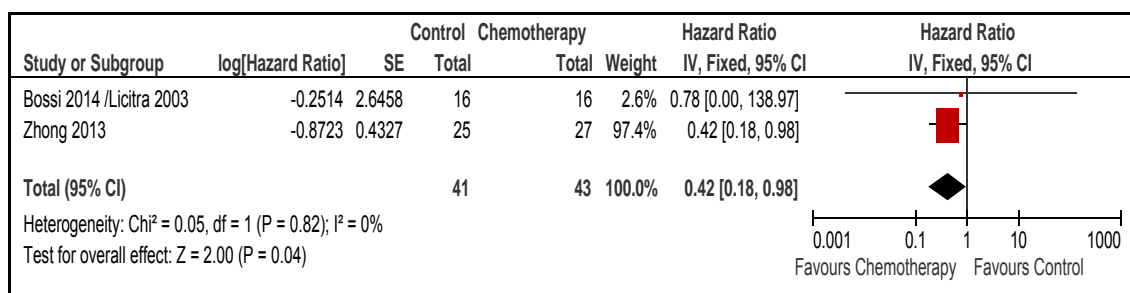 Control Chemotherapy Hazard Ratio Hazard Ratio
Study or Subgroup log[Hazard Ratio] SE Total Total Weight IV, Fixed, 95% CI IV, Fixed, 95% CI
Bossi 2014 /Licitra 2003 -0.2514 2.6458 16 16 2.6% 0.78 [0.00, 138.97]
Zhong 2013 -0.8723 0.4327 25 27 97.4% 0.42 [0.18, 0.98]
Total (95% CI) 41 43 100.0% 0.42 [0.18, 0.98]
Heterogeneity: Chi² = 0.05, df = 1 (P = 0.82); I² = 0%
Test for overall effect: Z = 2.00 (P = 0.04)
0.001 0.1 1 10 1000
Favours Chemotherapy Favours Control